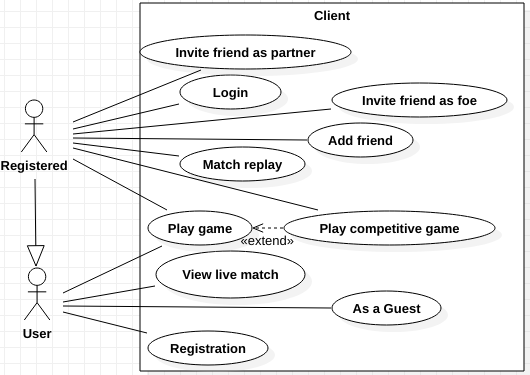 Client
Invite friend as partner
Login
Invite friend as foe
Add friend
Registered
Match replay
Play game
Play competitive game
«extend»
View live match
As a Guest
User
Registration